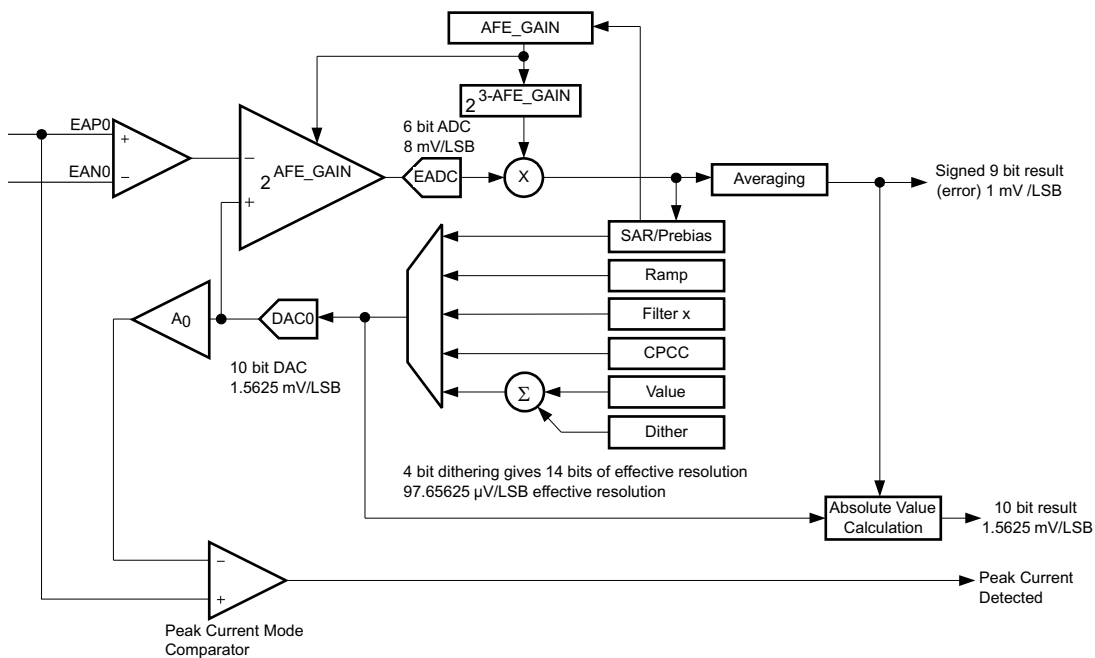 AFE_GAIN
2 3-AFE_GAIN
EAP0
+
EAN0
−
6 bit ADC
8 mV/LSB
−
2 AFE_GAIN
+
EADC
X
Averaging
Signed 9 bit result
(error) 1 mV /LSB
SAR/Prebias
Ramp
Filter x
CPCC
Value
Dither
Σ
A0
DAC0
10 bit DAC
1.5625 mV/LSB
4 bit dithering gives 14 bits of effective resolution
97.65625 μV/LSB effective resolution
Absolute Value
Calculation
10 bit result
1.5625 mV/LSB
−
+
Peak Current
Detected
Peak Current Mode
Comparator